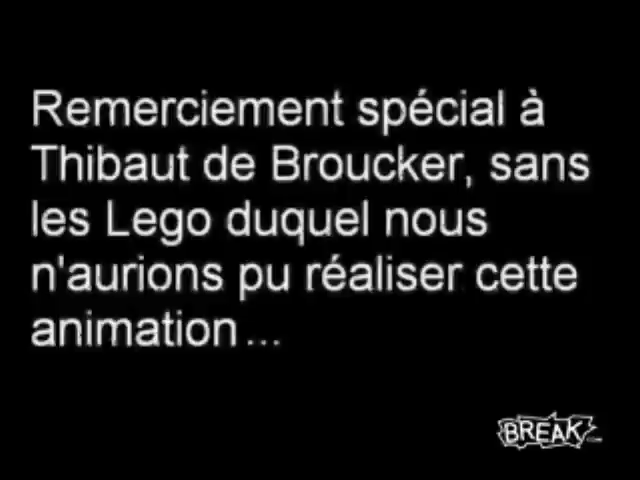 Remerciement spécial à
Thibaut de Broucker, sans
les Lego duquel nous
n'aurions pu réaliser cette
animation...
BREAK